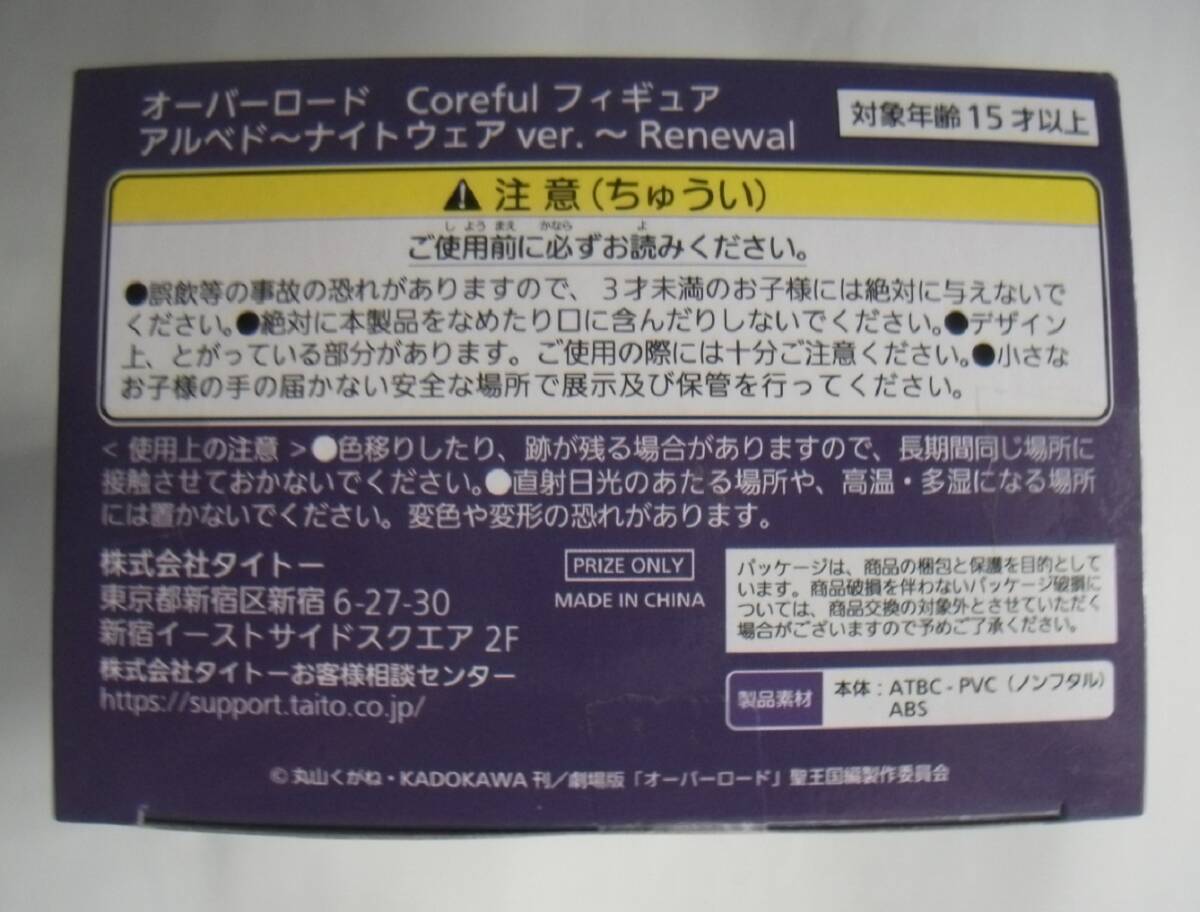 オーバーロード Coreful フィギュア
アルベド～ナイトウェア ver. ～ Renewal
対象年齢 15 才以上
注 意（ちゅうい）
しようまえ かなら よ
ご使用前に必ずお読みください。
●誤飲等の事故の恐れがありますので、３才未満のお子様には絶対に与えないで
ください。●絶対に本製品をなめたり口に含んだりしないでください。●デザイン
上、とがっている部分があります。ご使用の際には十分ご注意ください。●小さな
お子様の手の届かない安全な場所で展示及び保管を行ってください。
< 使用上の注意 >●色移りしたり、跡が残る場合がありますので、長期間同じ場所に
接触させておかないでください。●直射日光のあたる場所や、高温・多湿になる場所
には置かないでください。変色や変形の恐れがあります。
株式会社タイトー
東京都新宿区新宿 6-27-30
新宿イーストサイドスクエア 2F
株式会社タイトーお客様相談センター
https://support.taito.co.jp/
PRIZE ONLY
MADE IN CHINA
パッケージは、商品の梱包と保護を目的として
います。商品破損を伴わないパッケージ破損に
ついては、商品交換の対象外とさせていただく
場合がございますので予めご了承ください。
製品素材
本体 : ATBC - PVC（ノンフタル）
ABS
©丸山くがね・KADOKAWA 刊／劇場版「オーバーロード」聖王国編製作委員会